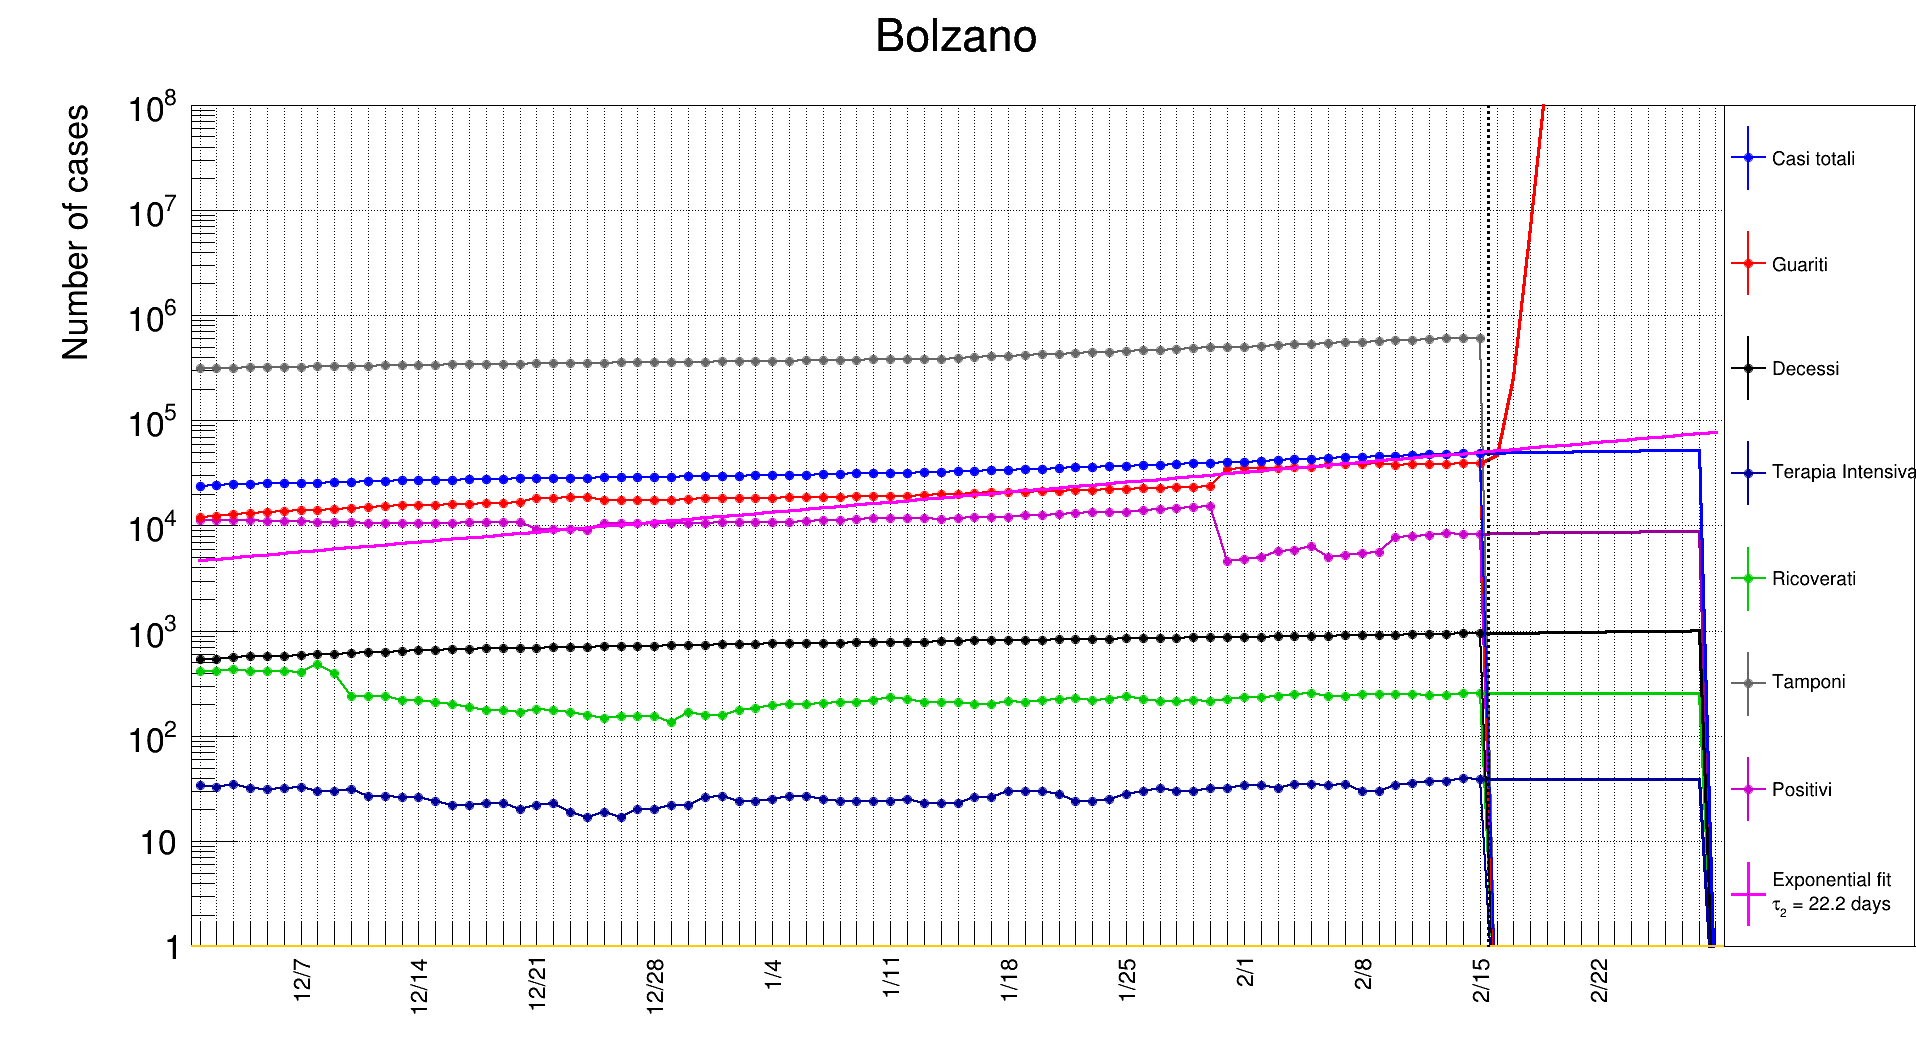 Bolzano
Number of cases
10^8
10^7
10^6
10^5
10^4
10^3
10^2
10
1
12/7
12/14
12/21
12/28
1/4
1/11
1/18
1/25
2/1
2/8
2/15
2/22
Casi totali
Guariti
Decessi
Terapia Intensiva
Ricoverati
Tamponi
Positivi
Exponential fit
τ₂ = 22.2 days